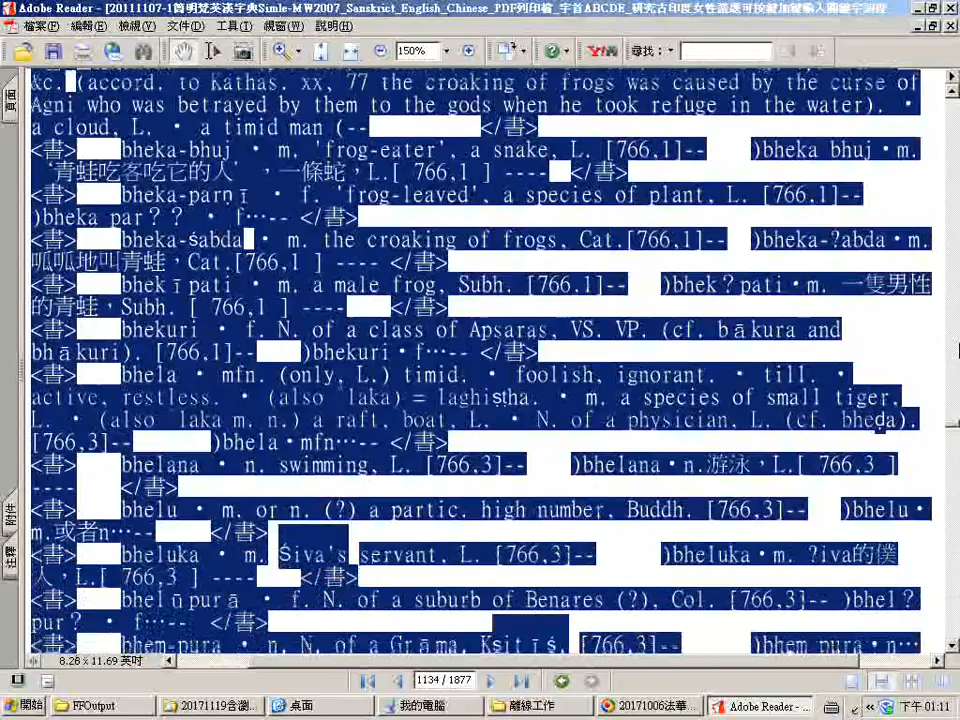 Adobe Reader - [20111107-1簡明梵英漢字典Simle-MW2007_Sanskrict_English_Chinese_PDF列印檔_字首ABCDE_研究古印度女性
檔案(F) 編輯(E) 檢視(V) 文件(D) 工具(T) 視窗(W) 說明(H)
150% 尋找：
頁面
附件
註釋
&c. (accord. to Kathas. xx, 77 the croaking of frogs was caused by the curse of
Agni who was betrayed by them to the gods when he took refuge in the water). •
a cloud, L. • a timid man (-- </書>
<書> bheka-bhuj • m. 'frog-eater', a snake, L. [766,1]-- )bheka bhuj•m.
‘青蛙吃客吃它的人 ，一條蛇，L.[ 766,1 ] ---- </書>
<書> bheka-parṇī • f. 'frog-leaved', a species of plant, L. [766,1]--
)bheka par？？ • f…-- </書>
<書> bheka-śabda • m. the croaking of frogs, Cat.[766,1]-- )bheka-?abda•m.
呱呱地叫青蛙，Cat.[766,1 ] ---- </書>
<書> bhekīpati • m. a male frog, Subh. [766,1]-- )bhek？pati•m. 一隻男性
的青蛙，Subh. [ 766,1 ] ---- </書>
<書> bhekuri • f. N. of a class of Apsaras, VS. VP. (cf. bākura and
bhākuri). [766,1]-- )bhekuri•f…-- </書>
<書> bhela • mfn. (only, L.) timid. • foolish, ignorant. • till. •
active, restless. • (also ˚laka) = laghiṣṭha. • m. a species of small tiger,
L. • (also ˚laka m. n.) a raft, boat, L. • N. of a physician, L. (cf. bheḍa).
[766,3]-- )bhela•mfn…-- </書>
<書> bhelana • n. swimming, L. [766,3]-- )bhelana•n.游泳，L.[ 766,3 ]
---- </書>
<書> bhelu • m. or n. (?) a partic. high number, Buddh. [766,3]-- )bhelu•
m.或者n…-- </書>
<書> bheluka • m. Śiva's servant, L. [766,3]-- )bheluka•m. ?iva的僕
人，L.[ 766,3 ] ---- </書>
<書> bhelūpurā • f. N. of a suburb of Benares (?), Col. [766,3]-- )bhel？
pur？ • f…-- </書>
<書> bhem-pura • n. N. of a Grāma, Kṣitīś. [766,3]-- )bhem pura•n…
8.26 x 11.69 英吋
1134 / 1877
開始 FFOutput 20171119含瀏... 桌面 我的電腦 離線工作 20171006法華... Adobe Reader - ... 下午 01:11